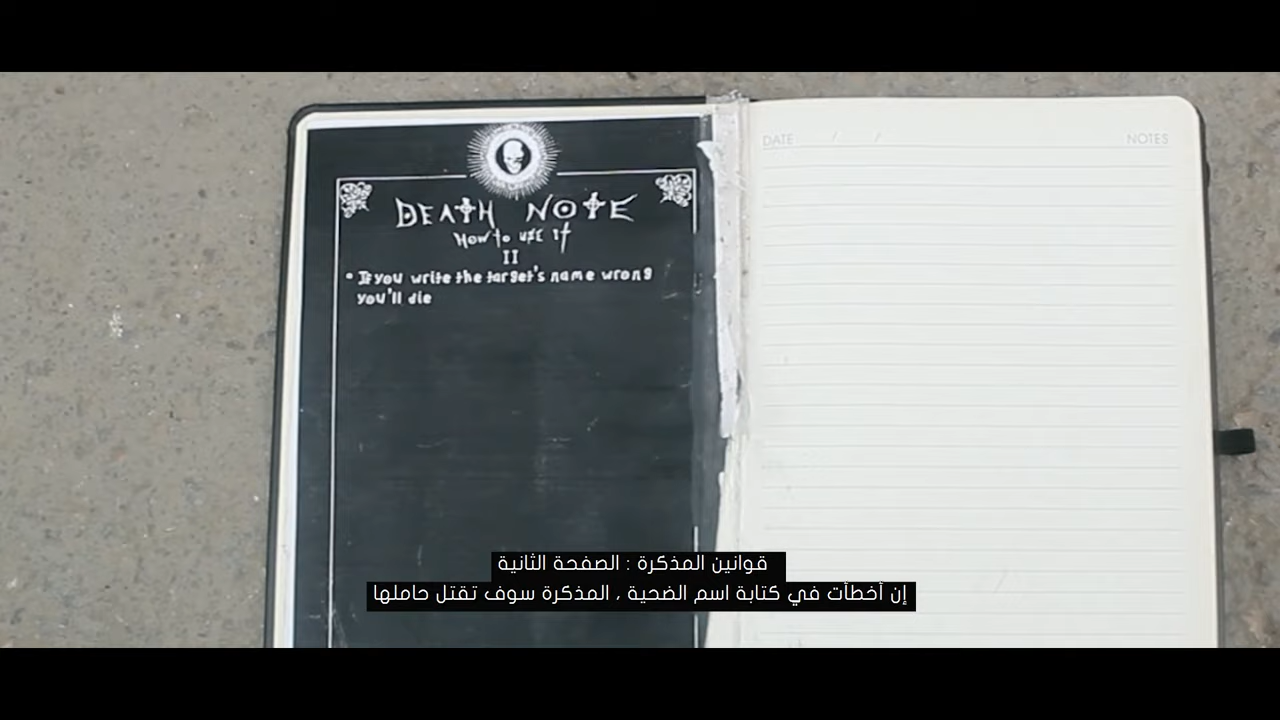 DEATH NOTE
How to use it
II
• If you write the target's name wrong
you'll die
DATE / /
NOTES
قوانين المذكرة : الصفحة الثانية
إن أخطآت في كتابة اسم الضحية , المذكرة سوف تقتل حاملها